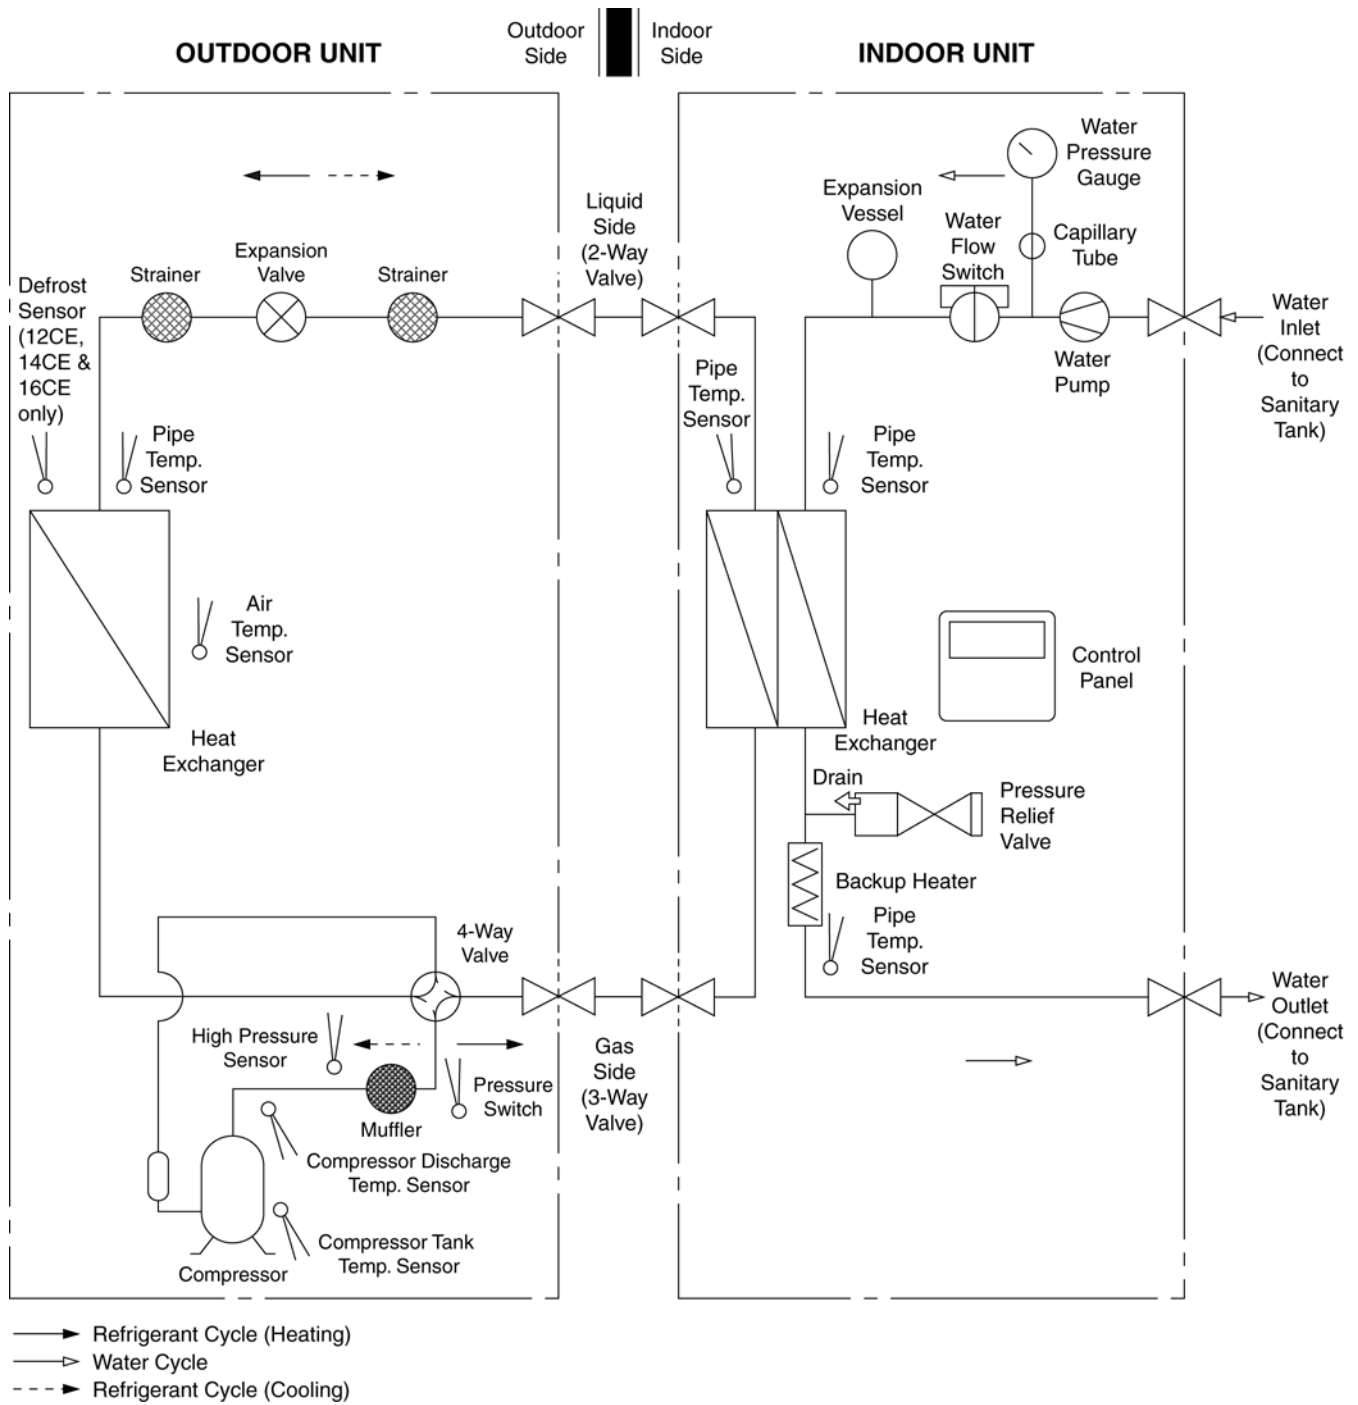 OUTDOOR UNIT
Outdoor
Side
Indoor
Side
INDOOR UNIT
Water
Pressure
Gauge
Expansion
Vessel
Water
Flow
Switch
Capillary
Tube
Liquid
Side
(2-Way
Valve)
Strainer
Expansion
Valve
Strainer
Defrost
Sensor
(12CE,
14CE &
16CE
only)
Water
Inlet
(Connect
to
Sanitary
Tank)
Water
Pump
Pipe
Temp.
Sensor
Pipe
Temp.
Sensor
Pipe
Temp.
Sensor
Air
Temp.
Sensor
Control
Panel
Heat
Exchanger
Heat
Exchanger
Drain
Pressure
Relief
Valve
Backup Heater
Pipe
Temp.
Sensor
4-Way
Valve
Water
Outlet
(Connect
to
Sanitary
Tank)
High Pressure
Sensor
Gas
Side
(3-Way
Valve)
Pressure
Switch
Muffler
Compressor Discharge
Temp. Sensor
Compressor Tank
Temp. Sensor
Compressor
Refrigerant Cycle (Heating)
Water Cycle
Refrigerant Cycle (Cooling)